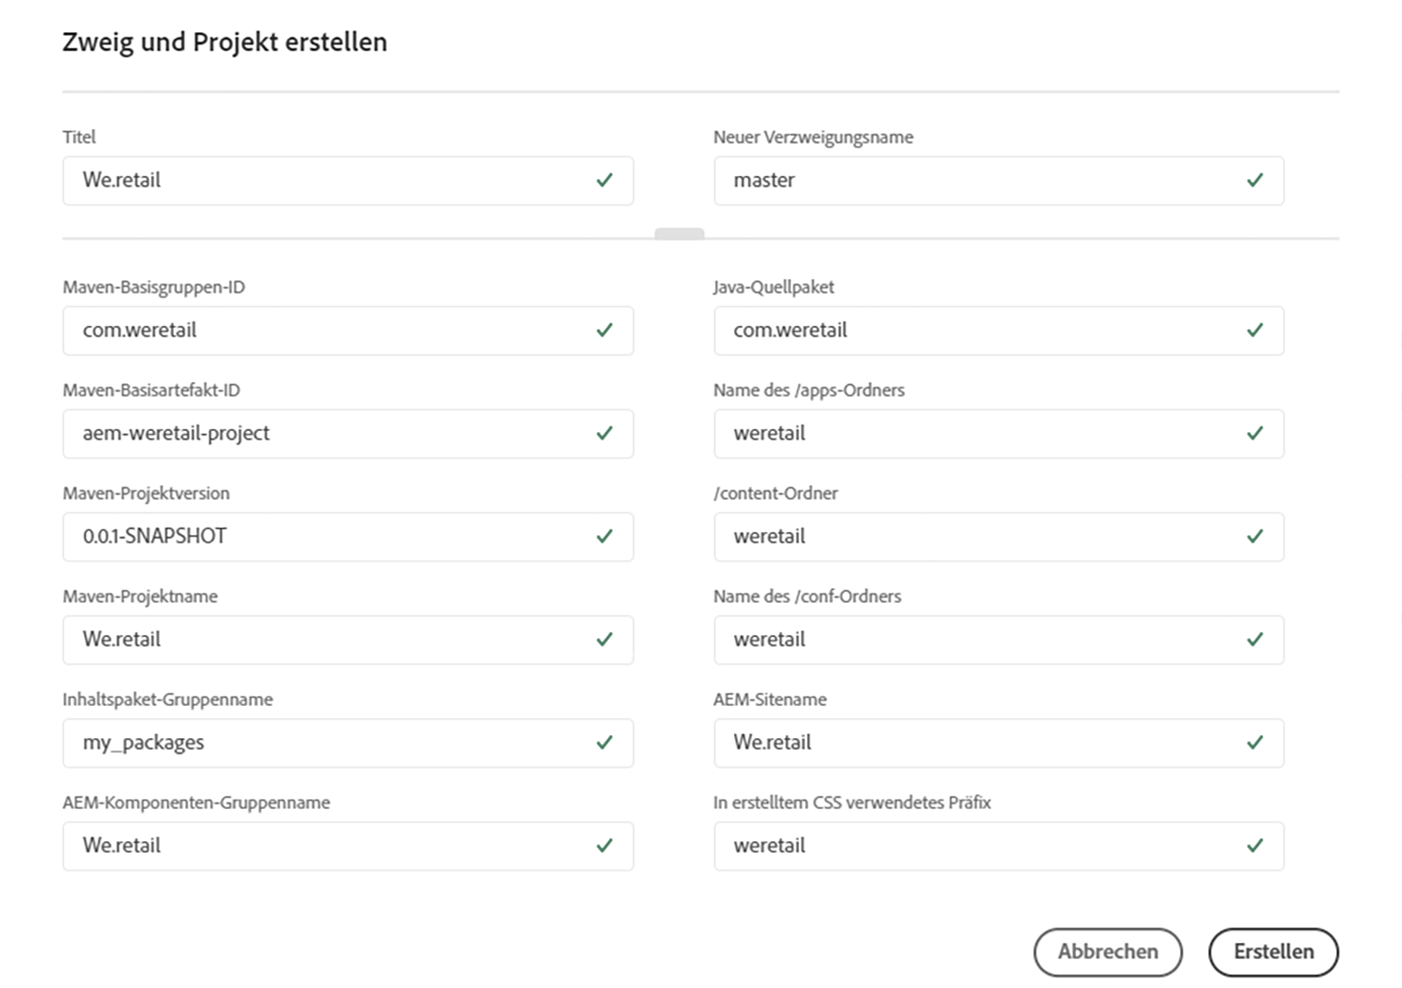 Zweig und Projekt erstellen
Titel
We.retail
Neuer Verzweigungsname
master
Maven-Basisgruppen-ID
com.weretail
Java-Quellpaket
com.weretail
Maven-Basisartefakt-ID
aem-weretail-project
Name des /apps-Ordners
weretail
Maven-Projektversion
0.0.1-SNAPSHOT
/content-Ordner
weretail
Maven-Projektname
We.retail
Name des /conf-Ordners
weretail
Inhaltspaket-Gruppenname
my_packages
AEM-Sitename
We.retail
AEM-Komponenten-Gruppenname
We.retail
In erstelltem CSS verwendetes Präfix
weretail
Abbrechen
Erstellen